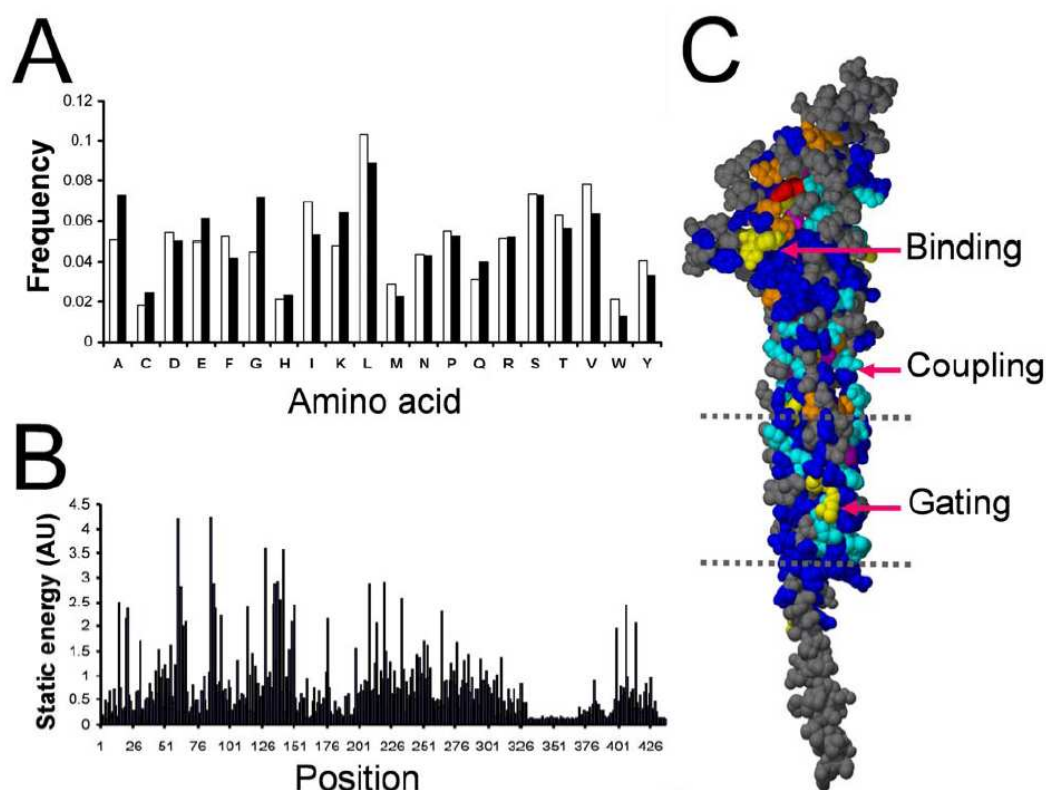 A
Frequency
0.12
0.1
0.08
0.06
0.04
0.02
0
A C D E F G H I K L M N P Q R S T V W Y
Amino acid
B
Static energy (AU)
4.5
4
3.5
3
2.5
2
1.5
1
0.5
0
1 26 51 76 101 126 151 176 201 226 251 276 301 326 351 376 401 426
Position
C
Binding
Coupling
Gating